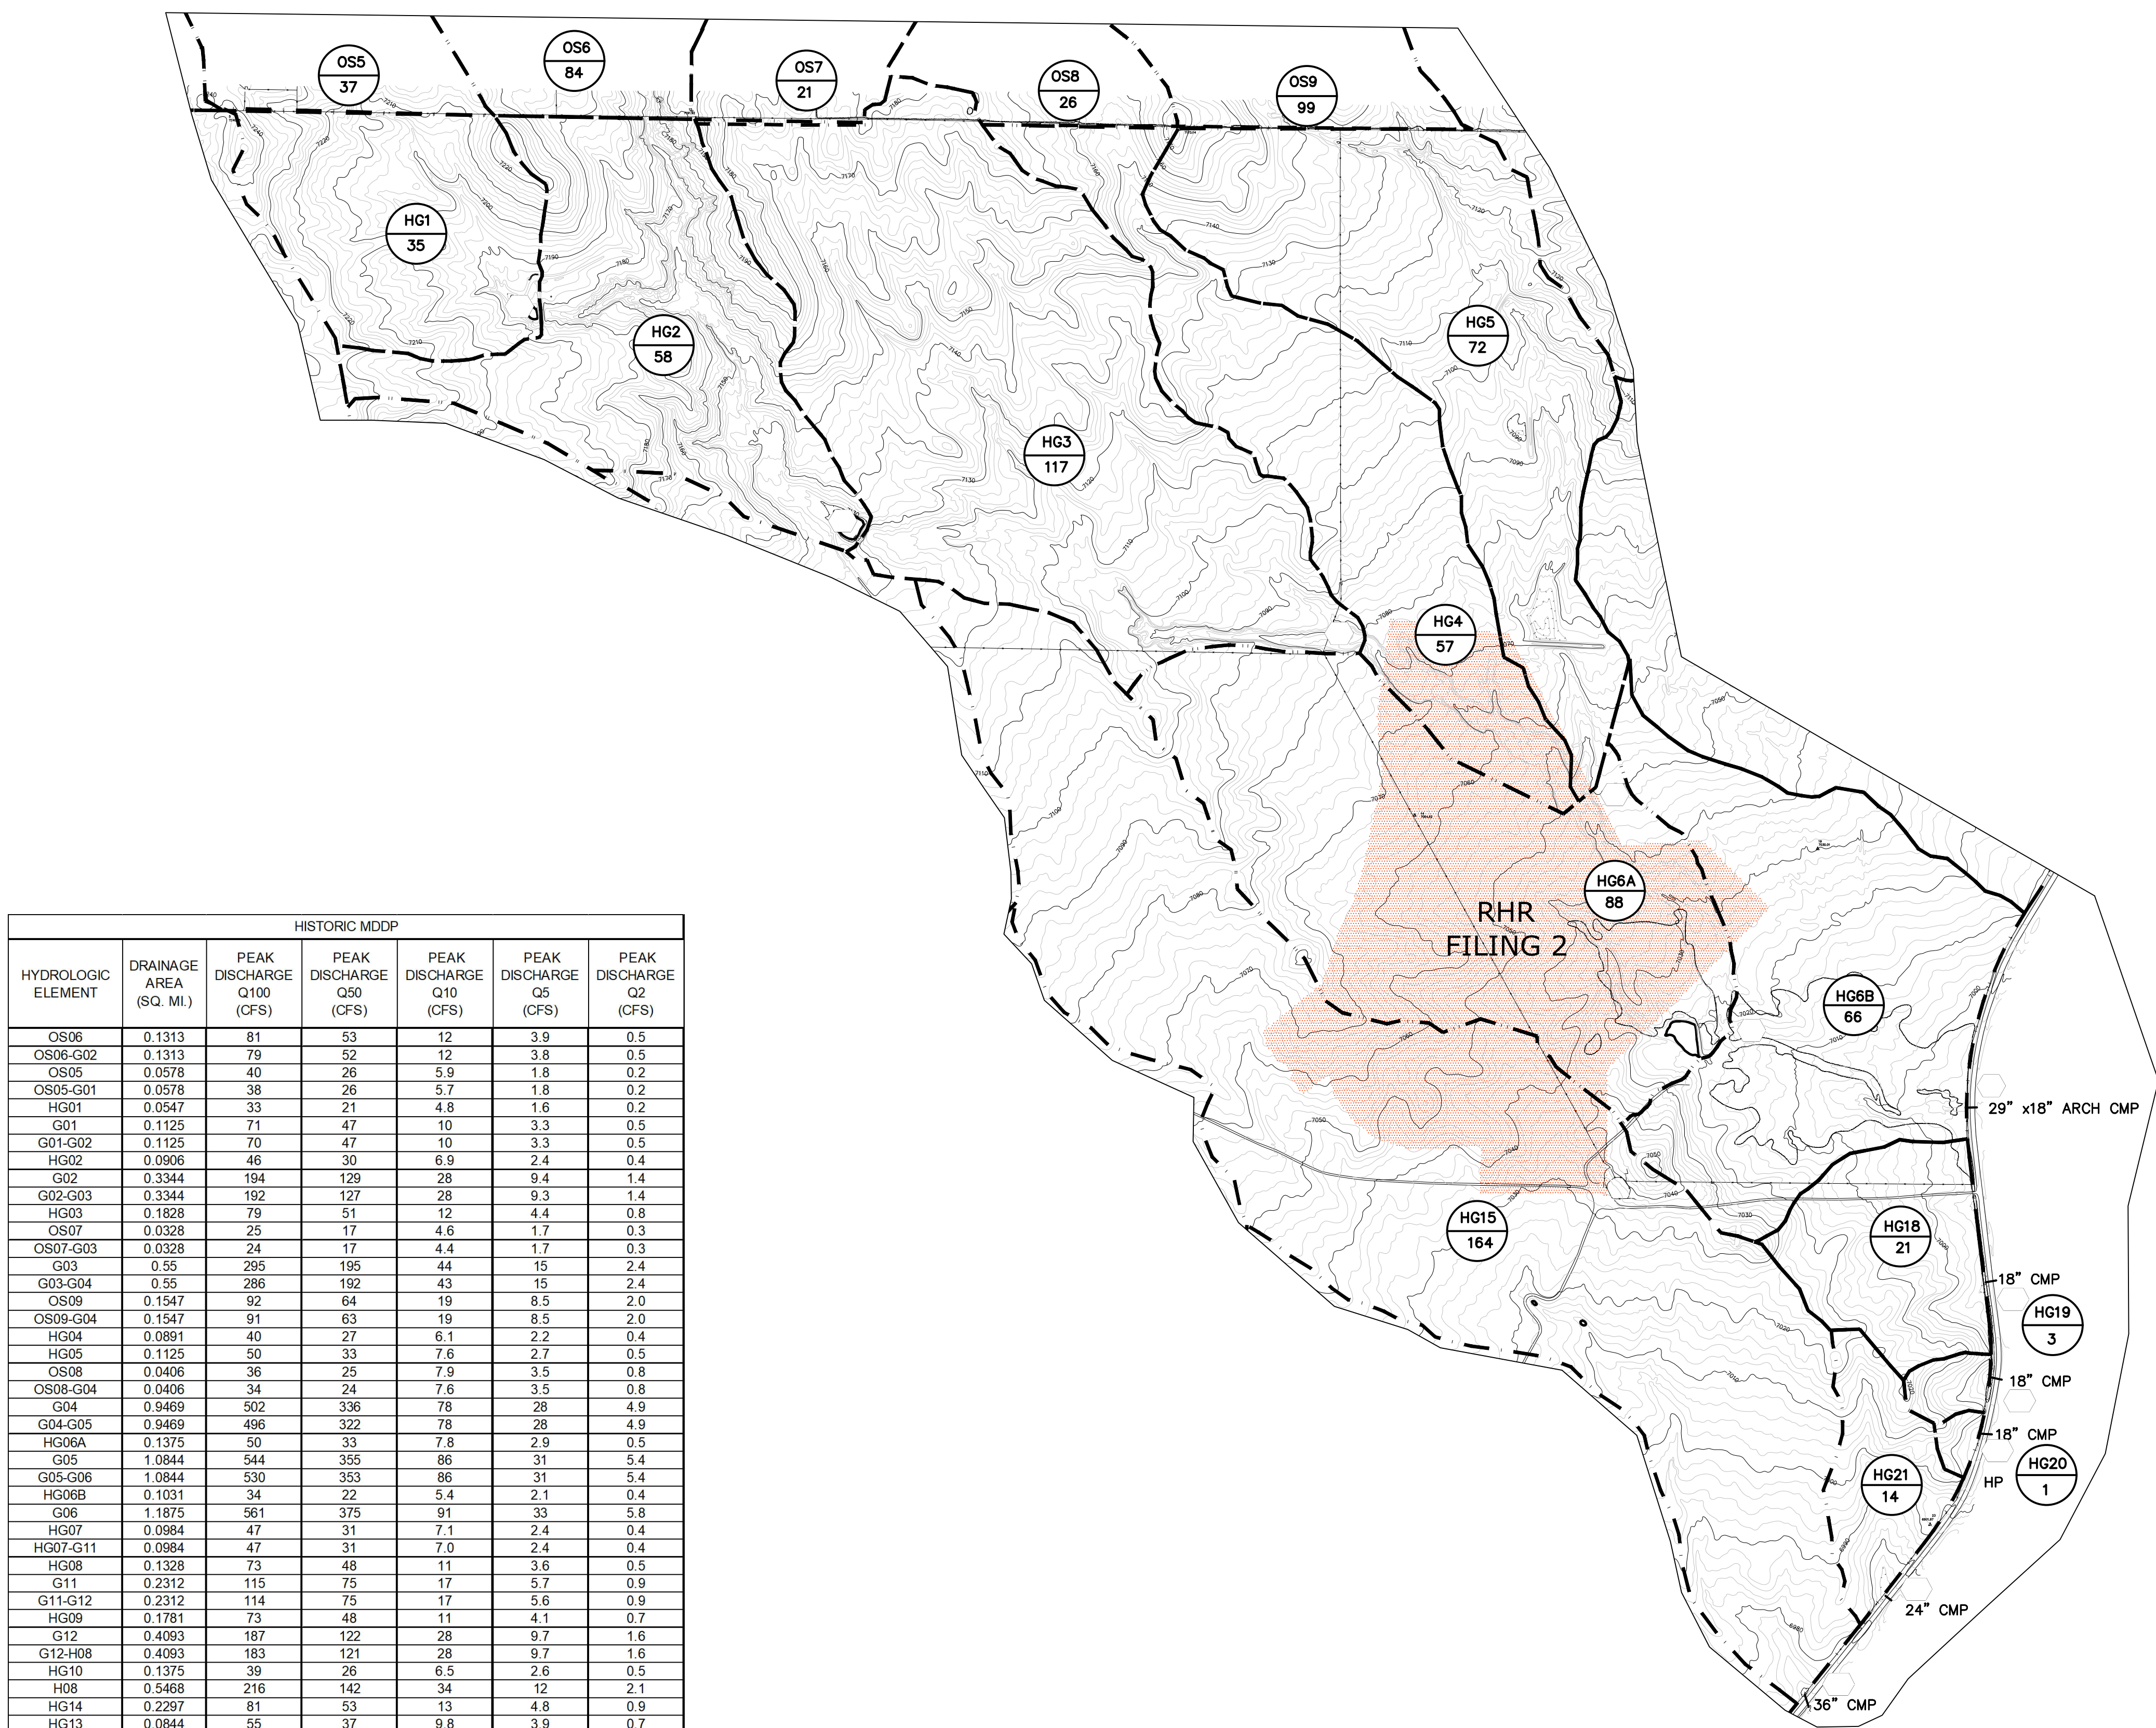 OS5
37
OS6
84
OS7
21
OS8
26
OS9
99
HG1
35
HG2
58
HG3
117
HG5
72
HG4
57
HG6A
88
RHR
FILING 2
HG6B
66
29" x18" ARCH CMP
HG15
164
HG18
21
18" CMP
HG19
3
18" CMP
18" CMP
HP
HG20
1
HG21
14
24" CMP
36" CMP
HISTORIC MDDP
HYDROLOGIC ELEMENT DRAINAGE AREA (SQ. MI.) PEAK DISCHARGE Q100 (CFS) PEAK DISCHARGE Q50 (CFS) PEAK DISCHARGE Q10 (CFS) PEAK DISCHARGE Q5 (CFS) PEAK DISCHARGE Q2 (CFS)
OS06 0.1313 81 53 12 3.9 0.5
OS06-G02 0.1313 79 52 12 3.8 0.5
OS05 0.0578 40 26 5.9 1.8 0.2
OS05-G01 0.0578 38 26 5.7 1.8 0.2
HG01 0.0547 33 21 4.8 1.6 0.2
G01 0.1125 71 47 10 3.3 0.5
G01-G02 0.1125 70 47 10 3.3 0.5
HG02 0.0906 46 30 6.9 2.4 0.4
G02 0.3344 194 129 28 9.4 1.4
G02-G03 0.3344 192 127 28 9.3 1.4
HG03 0.1828 79 51 12 4.4 0.8
OS07 0.0328 25 17 4.6 1.7 0.3
OS07-G03 0.0328 24 17 4.4 1.7 0.3
G03 0.55 295 195 44 15 2.4
G03-G04 0.55 286 192 43 15 2.4
OS09 0.1547 92 64 19 8.5 2.0
OS09-G04 0.1547 91 63 19 8.5 2.0
HG04 0.0891 40 27 6.1 2.2 0.4
HG05 0.1125 50 33 7.6 2.7 0.5
OS08 0.0406 36 25 7.9 3.5 0.8
OS08-G04 0.0406 34 24 7.6 3.5 0.8
G04 0.9469 502 336 78 28 4.9
G04-G05 0.9469 496 322 78 28 4.9
HG06A 0.1375 50 33 7.8 2.9 0.5
G05 1.0844 544 355 86 31 5.4
G05-G06 1.0844 530 353 86 31 5.4
HG06B 0.1031 34 22 5.4 2.1 0.4
G06 1.1875 561 375 91 33 5.8
HG07 0.0984 47 31 7.1 2.4 0.4
HG07-G11 0.0984 47 31 7.0 2.4 0.4
HG08 0.1328 73 48 11 3.6 0.5
G11 0.2312 115 75 17 5.7 0.9
G11-G12 0.2312 114 75 17 5.6 0.9
HG09 0.1781 73 48 11 4.1 0.7
G12 0.4093 187 122 28 9.7 1.6
G12-H08 0.4093 183 121 28 9.7 1.6
HG10 0.1375 39 26 6.5 2.6 0.5
H08 0.5468 216 142 34 12 2.1
HG14 0.2297 81 53 13 4.8 0.9
HG13 0.0844 55 37 9.8 3.9 0.7